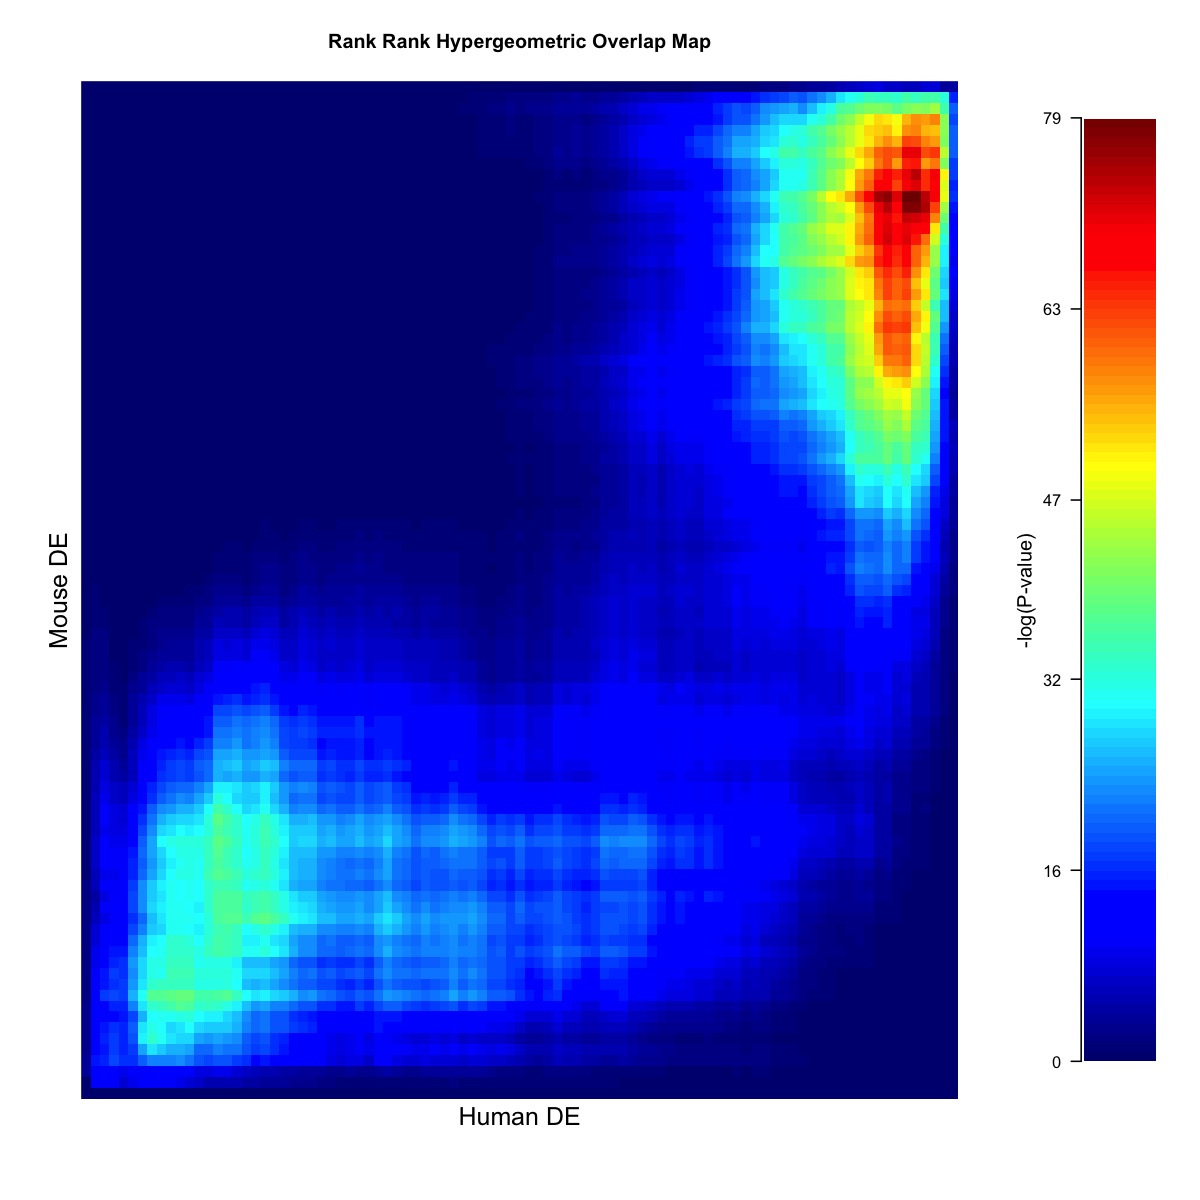 Rank Rank Hypergeometric Overlap Map
Mouse DE
Human DE
-log(P-value)
79
63
47
32
16
0